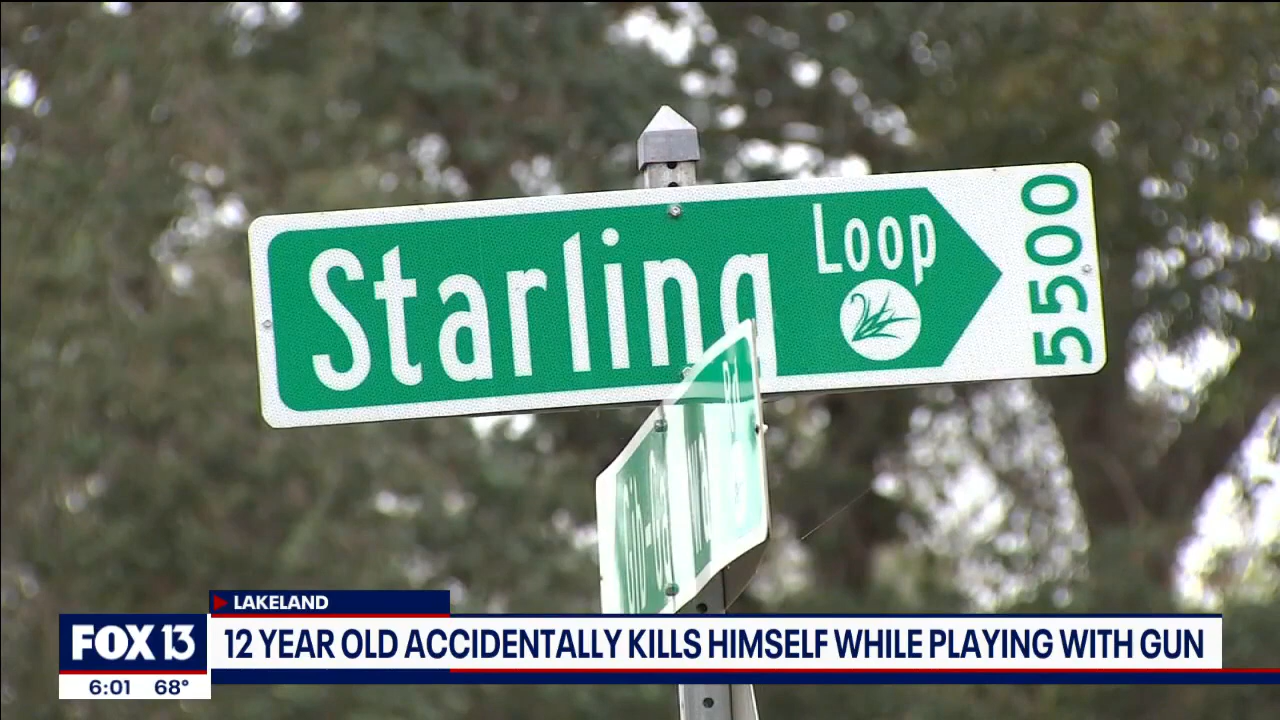 Starling Loop 5500
Rd
LAKELAND
FOX 13
12 YEAR OLD ACCIDENTALLY KILLS HIMSELF WHILE PLAYING WITH GUN
6:01 68°